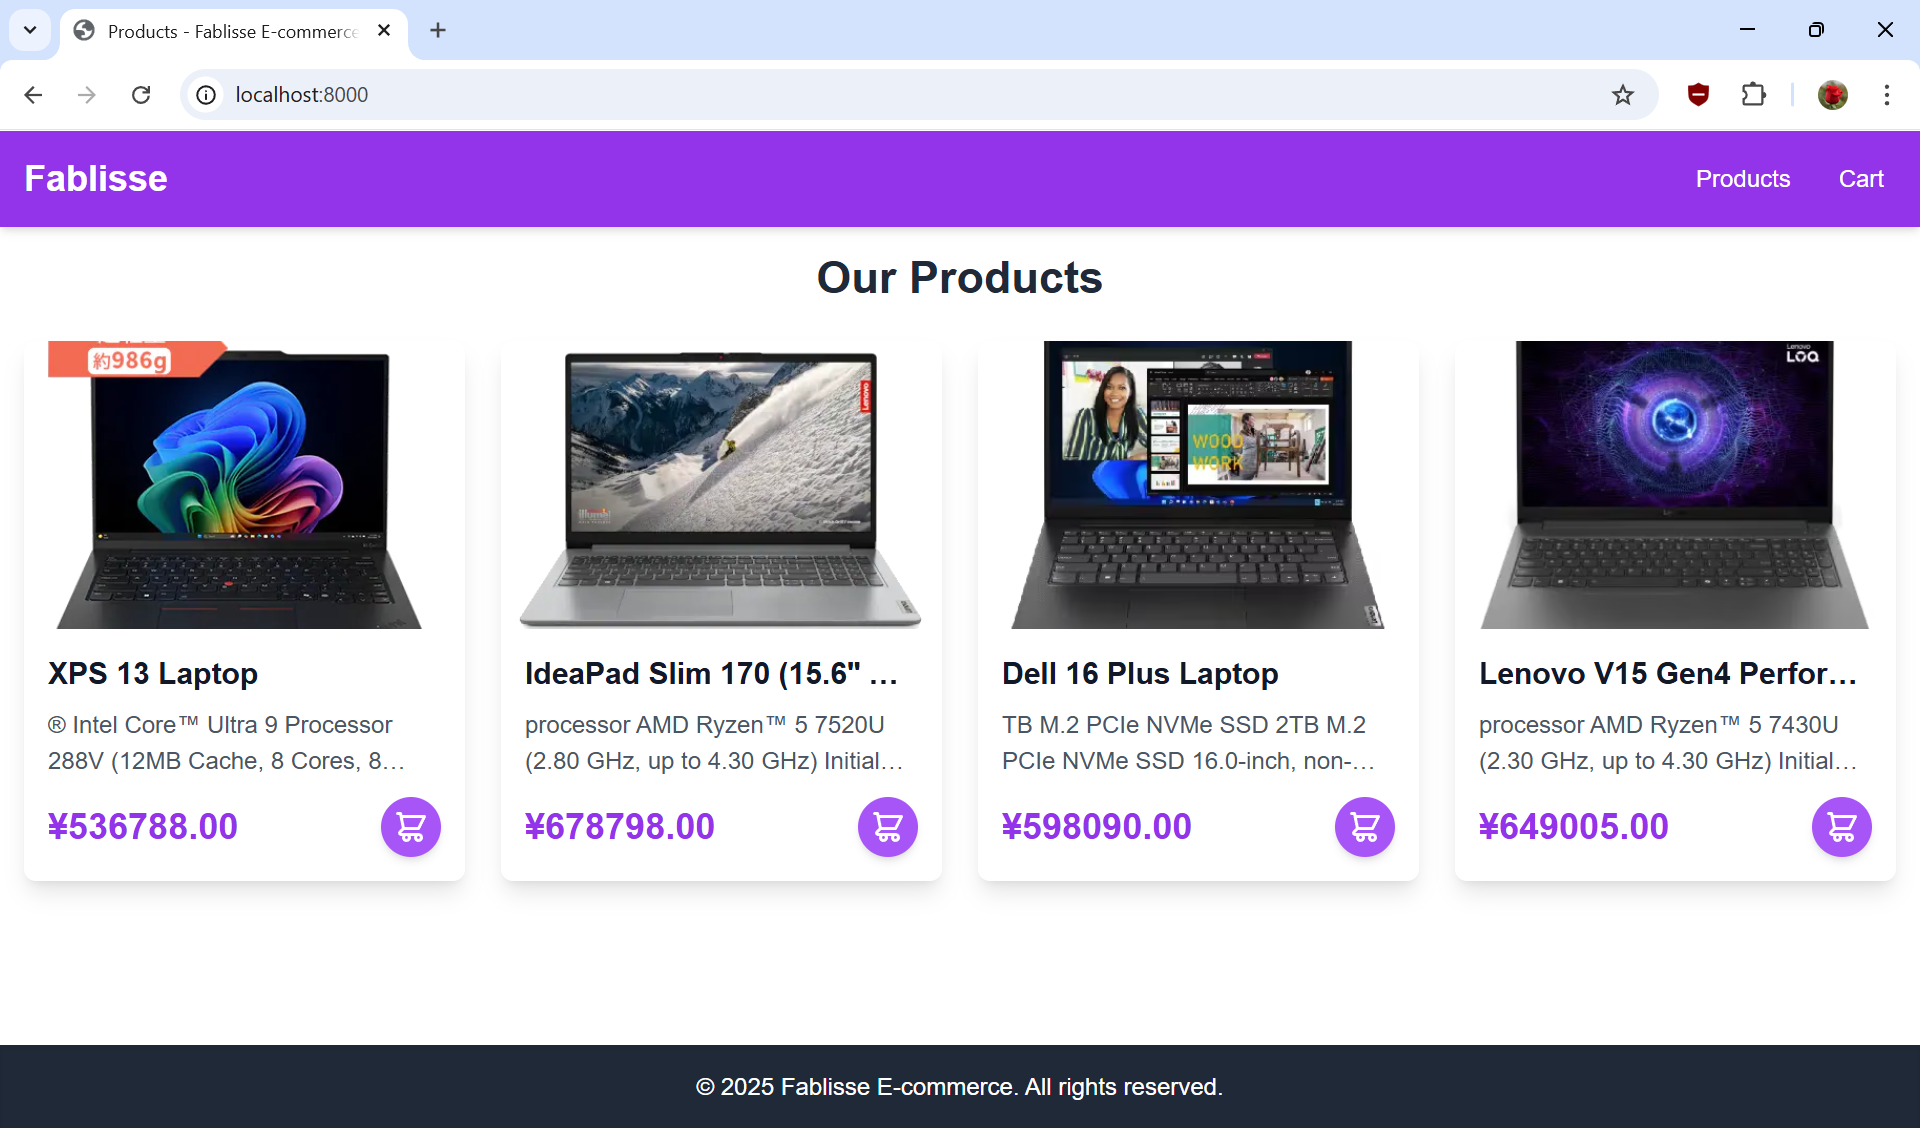 Products - Fablisse E-commerce
localhost:8000
Fablisse
Products
Cart
Our Products
約986g
Lenovo
LOQ
WOOD
WORK
XPS 13 Laptop
® Intel Core™ Ultra 9 Processor
288V (12MB Cache, 8 Cores, 8…
¥536788.00
IdeaPad Slim 170 (15.6" …
processor AMD Ryzen™ 5 7520U
(2.80 GHz, up to 4.30 GHz) Initial…
¥678798.00
Dell 16 Plus Laptop
TB M.2 PCIe NVMe SSD 2TB M.2
PCIe NVMe SSD 16.0-inch, non-…
¥598090.00
Lenovo V15 Gen4 Perfor…
processor AMD Ryzen™ 5 7430U
(2.30 GHz, up to 4.30 GHz) Initial…
¥649005.00
© 2025 Fablisse E-commerce. All rights reserved.